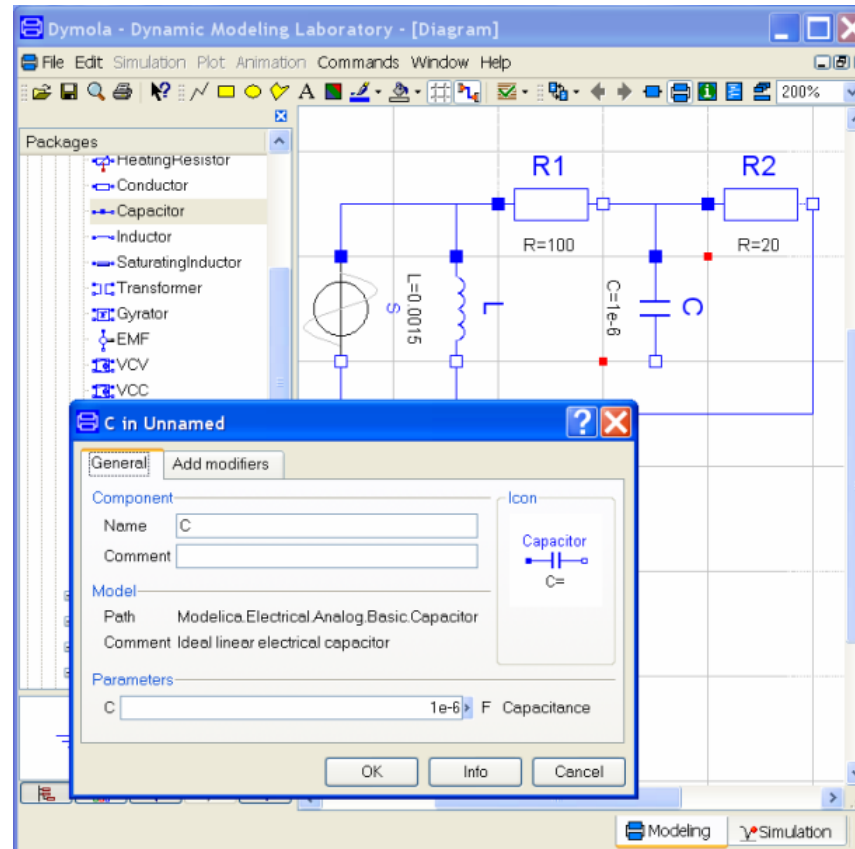 Dymola - Dynamic Modeling Laboratory - [Diagram]
File Edit Simulation Plot Animation Commands Window Help
A 200%
Packages
HeatingResistor
Conductor
Capacitor
Inductor
SaturatingInductor
Transformer
Gyrator
EMF
VCV
VCC
R1 R2
R=100 R=20
L=0.0015
S
L
C=1e-6
C
C in Unnamed
General Add modifiers
Component Icon
Name C
Capacitor
Comment
C=
Model
Path Modelica.Electrical.Analog.Basic.Capacitor
Comment Ideal linear electrical capacitor
Parameters
C 1e-6 F Capacitance
OK Info Cancel
Modeling Simulation